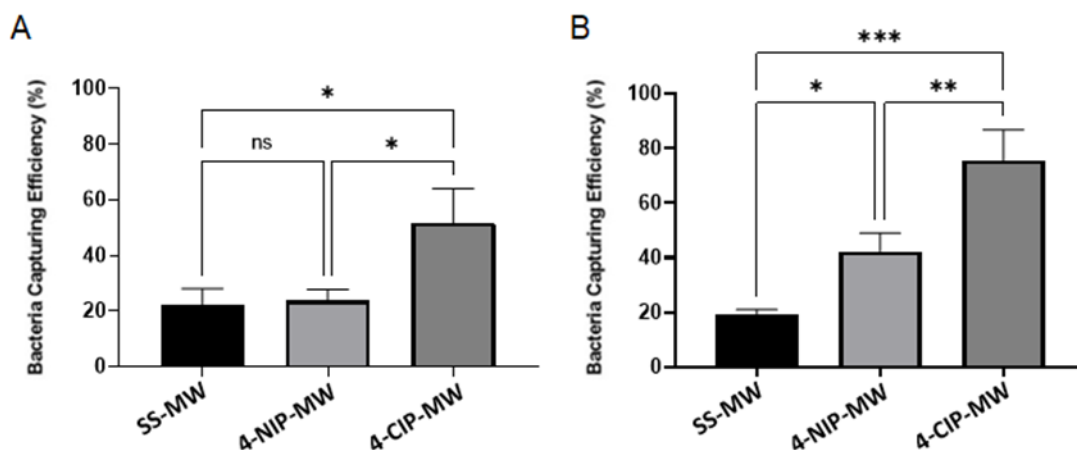 A
Bacteria Capturing Efficiency (%)
100
80
60
40
20
0
*
ns
*
SS-MW
4-NIP-MW
4-CIP-MW
B
Bacteria Capturing Efficiency (%)
100
80
60
40
20
0
***
*
**
SS-MW
4-NIP-MW
4-CIP-MW